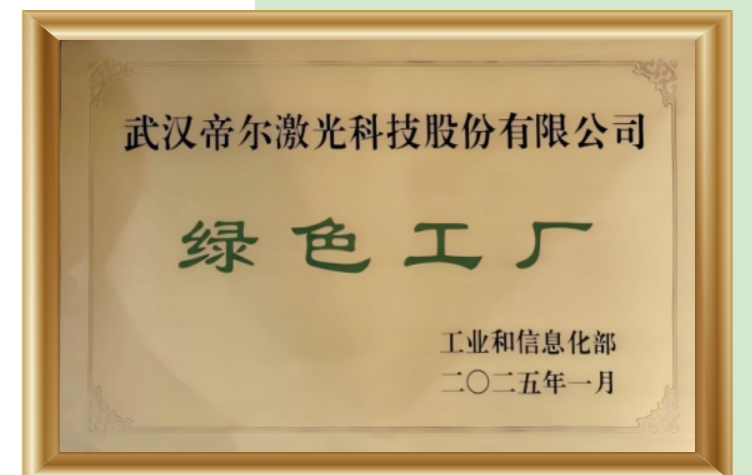 武汉帝尔激光科技股份有限公司
绿色工厂
工业和信息化部
二〇二五年一月